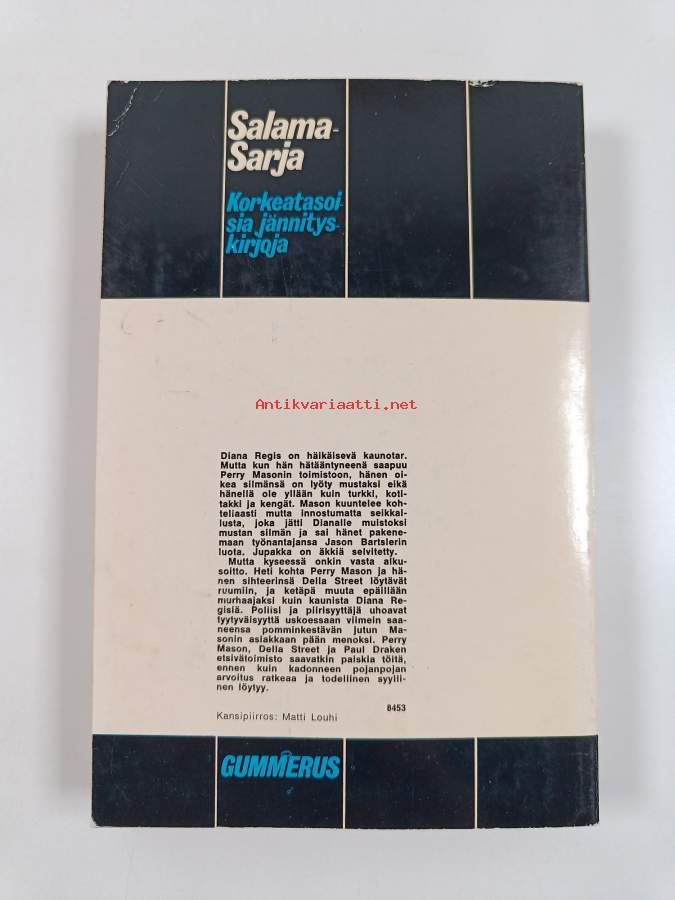 Salama-
Sarja
Korkeatasoi-
sia jännitys-
kirjoja
Antikvariaatti.net
Diana Regis on häikäisevä kaunotar.
Mutta kun hän hätääntyneenä saapuu
Perry Masonin toimistoon, hänen oi-
kea silmänsä on lyöty mustaksi eikä
hänellä ole yllään kuin turkki, koti-
takki ja kengät. Mason kuuntelee koh-
teliaasti mutta innostumatta seikkai-
lusta, joka jätti Dianalle muistoksi
mustan silmän ja sai hänet pakene-
maan työnantajansa Jason Bartslerin
luota. Jupakka on äkkiä selvitetty.
Mutta kyseessä onkin vasta alku-
soitto. Heti kohta Perry Mason ja hä-
nen sihteerinsä Della Street löytävät
ruumiin, ja ketäpä muuta epäillään
murhaajaksi kuin kaunista Diana Re-
gisiä. Poliisi ja piirisyyttäjä uhoavat
tyytyväisyyttä uskoessaan viimein saa-
neensa pomminkestävän jutun Ma-
sonin asiakkaan pään menoksi. Perry
Mason, Della Street ja Paul Draken
etsivätoimisto saavatkin paiskia töitä,
ennen kuin kadonneen pojanpojan
arvoitus ratkeaa ja todellinen syylli-
nen löytyy.
8453
Kansipiirros: Matti Louhi
GUMMERUS